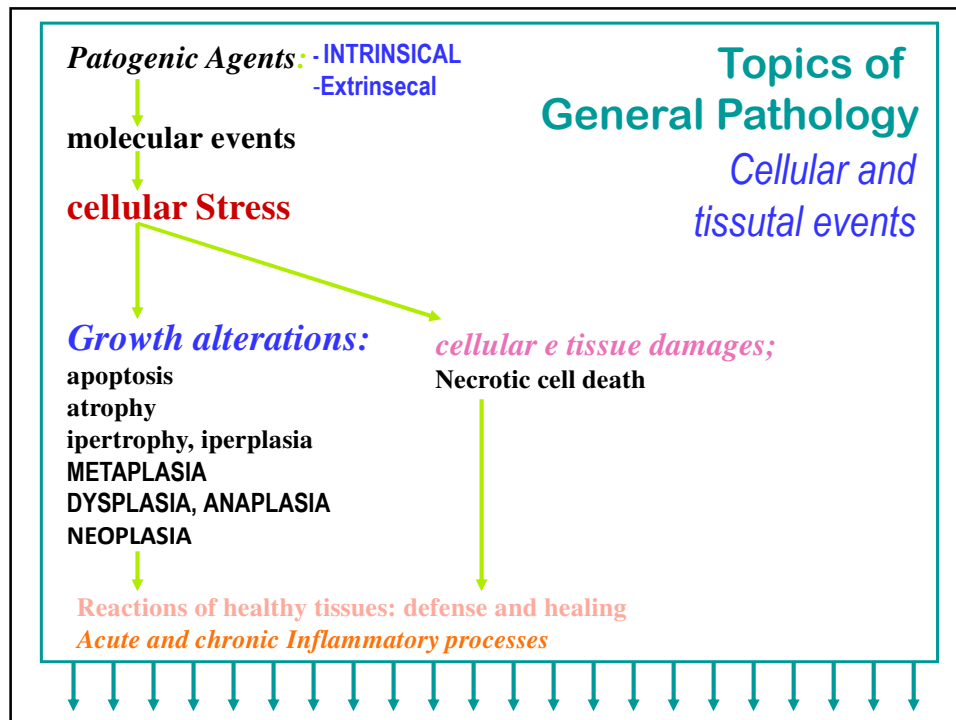 Patogenic Agents: - INTRINSICAL
-Extrinsecal
Topics of
General Pathology
Cellular and
tissutal events
molecular events
cellular Stress
Growth alterations:
apoptosis
atrophy
ipertrophy, iperplasia
METAPLASIA
DYSPLASIA, ANAPLASIA
NEOPLASIA
cellular e tissue damages;
Necrotic cell death
Reactions of healthy tissues: defense and healing
Acute and chronic Inflammatory processes